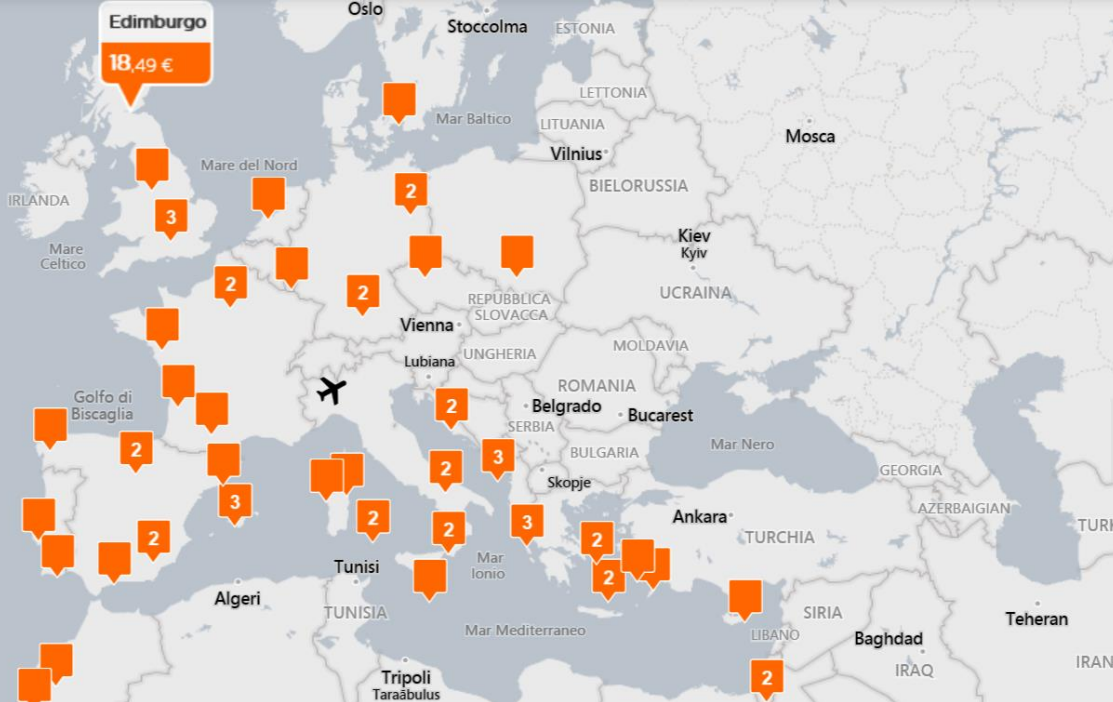 Edimburgo
18,49 €
Oslo
Stoccolma
ESTONIA
LETTONIA
Mar Baltico
LITUANIA
Mosca
Vilnius
Mare del Nord
BIELORUSSIA
IRLANDA
2
3
Mare
Celtico
Kiev
Kyiv
2
2
UCRAINA
REPUBBLICA
SLOVACCA
Vienna
UNGHERIA
MOLDAVIA
Lubiana
ROMANIA
Golfo di
Biscaglia
2
Belgrado
Bucarest
SERBIA
Mar Nero
2
3
BULGARIA
2
GEORGIA
Skopje
3
2
2
3
Ankara
AZERBAIGIAN
TURCHIA
TURK
2
2
Mar
Ionio
Tunisi
2
Algeri
TUNISIA
SIRIA
Teheran
Mar Mediterraneo
LIBANO
Baghdad
IRAQ
IRAN
Tripoli
Taraābulus
2